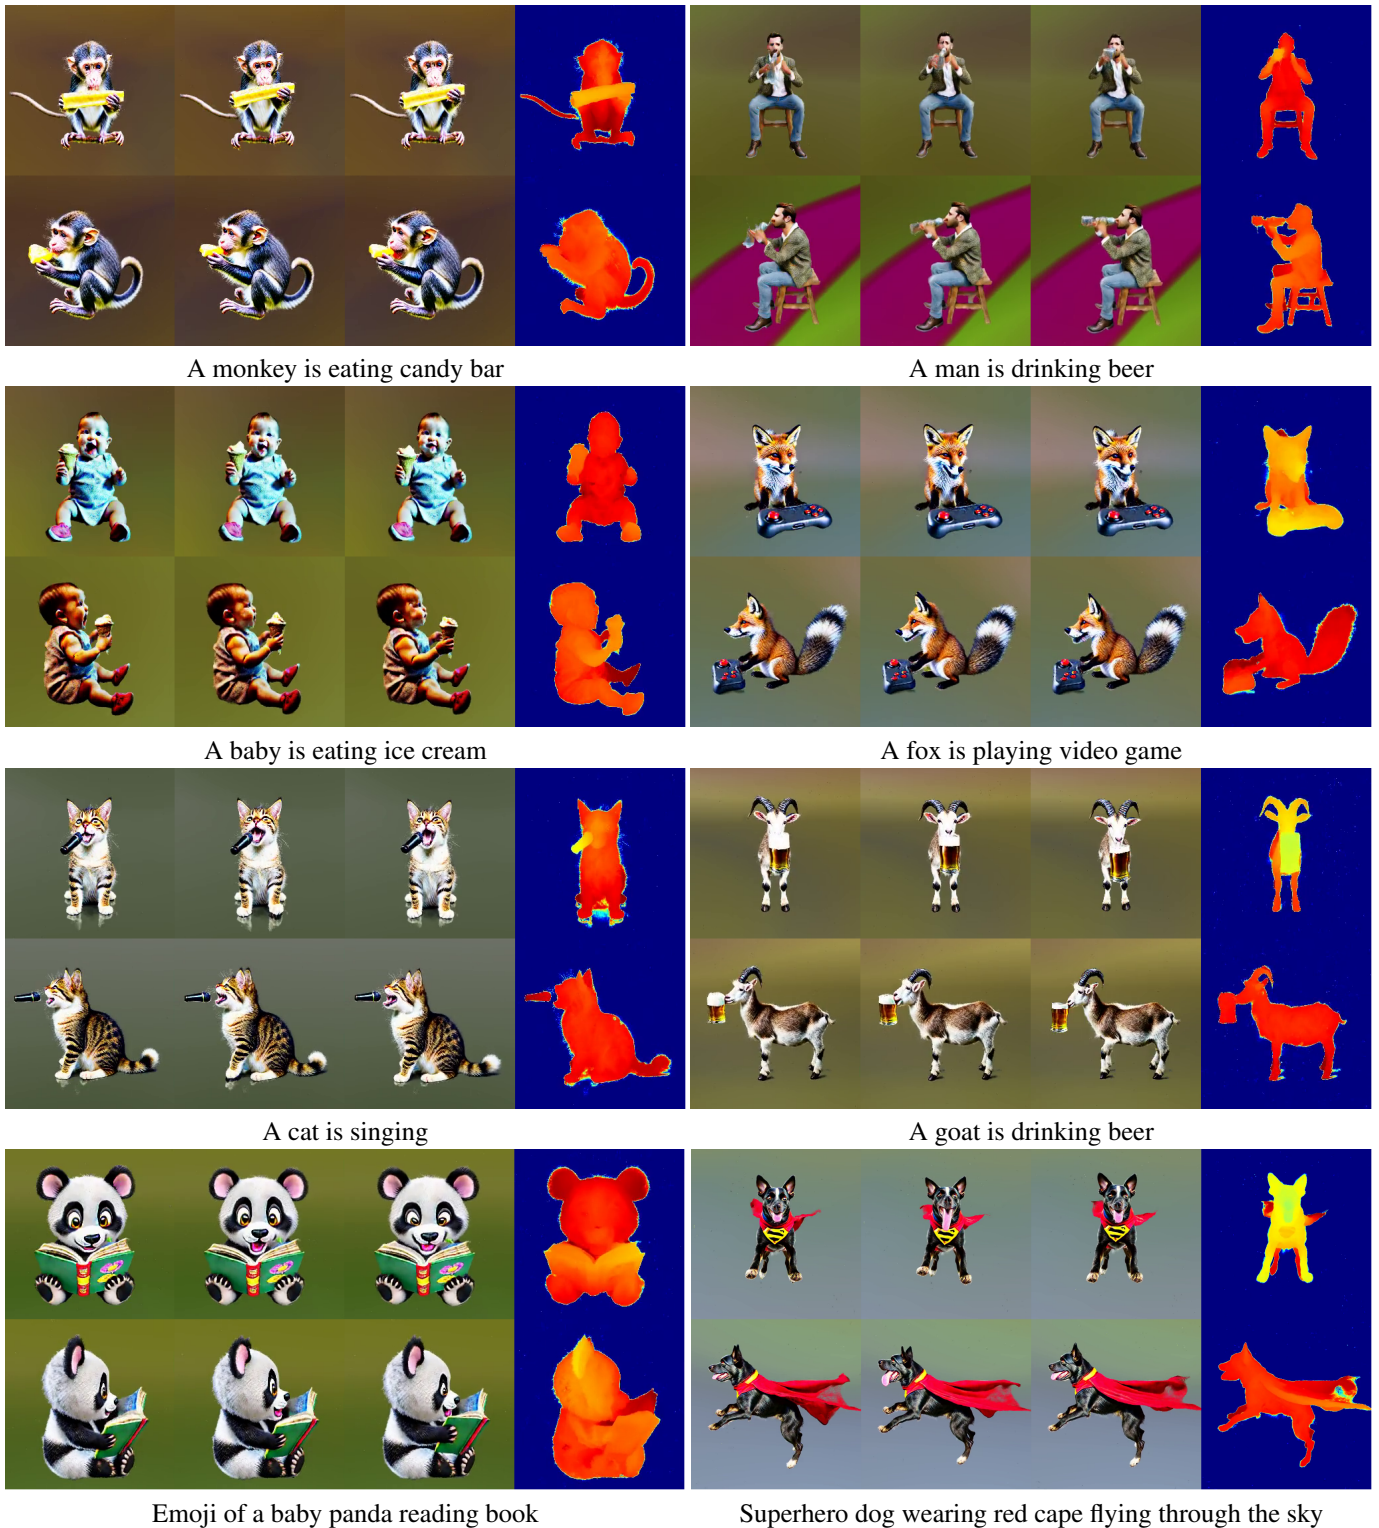 A monkey is eating candy bar
A man is drinking beer
A baby is eating ice cream
A fox is playing video game
A cat is singing
A goat is drinking beer
Emoji of a baby panda reading book
Superhero dog wearing red cape flying through the sky